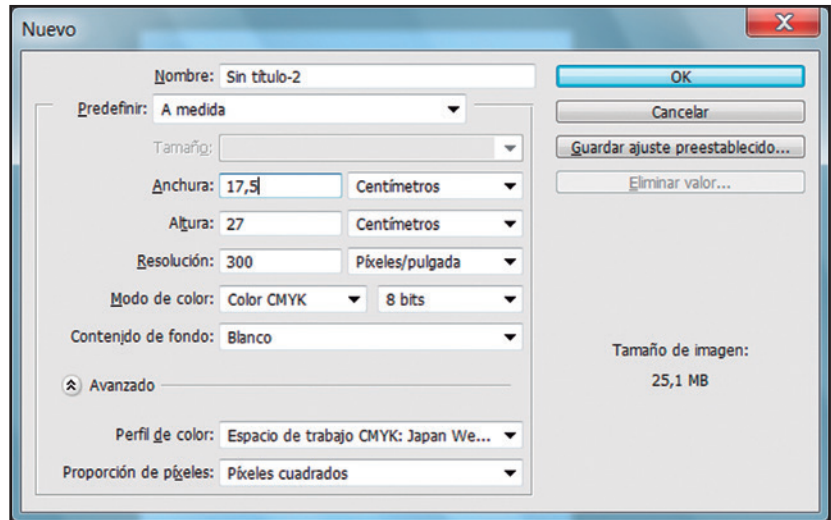 Nuevo
X
Nombre: Sin título-2
OK
Predefinir: A medida
Cancelar
Tamaño:
Guardar ajuste preestablecido...
Anchura: 17,5 Centímetros
Eliminar valor...
Altura: 27 Centímetros
Resolución: 300 Píxeles/pulgada
Modo de color: Color CMYK 8 bits
Contenido de fondo: Blanco
Tamaño de imagen:
25,1 MB
Avanzado
Perfil de color: Espacio de trabajo CMYK: Japan We...
Proporción de píxeles: Píxeles cuadrados